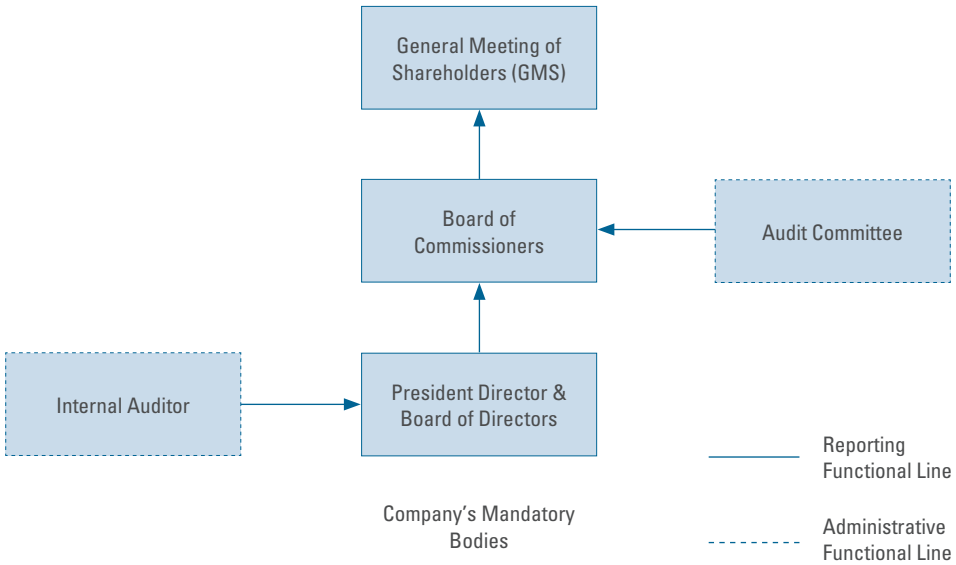 General Meeting of
Shareholders (GMS)
Board of
Commissioners
Audit Committee
Internal Auditor
President Director &
Board of Directors
Reporting
Functional Line
Company's Mandatory
Bodies
Administrative
Functional Line